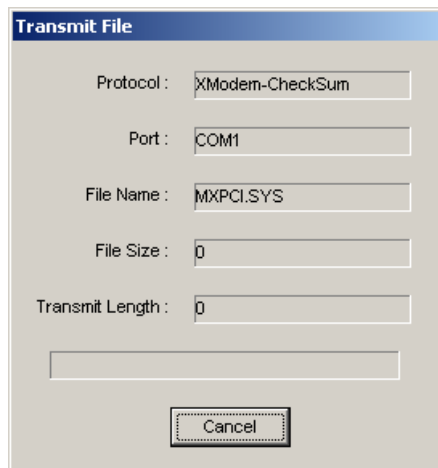 Transmit File
Protocol : XModem-CheckSum
Port : COM1
File Name : MXPCI.SYS
File Size : 0
Transmit Length : 0
Cancel